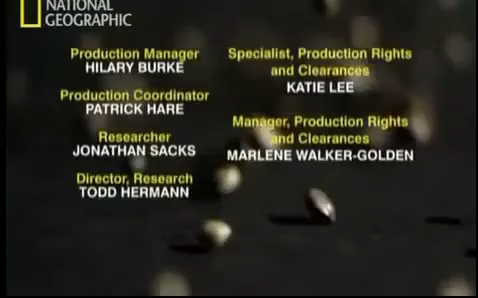 NATIONAL
GEOGRAPHIC
Production Manager
HILARY BURKE
Production Coordinator
PATRICK HARE
Researcher
JONATHAN SACKS
Director, Research
TODD HERMANN
Specialist, Production Rights
and Clearances
KATIE LEE
Manager, Production Rights
and Clearances
MARLENE WALKER-GOLDEN